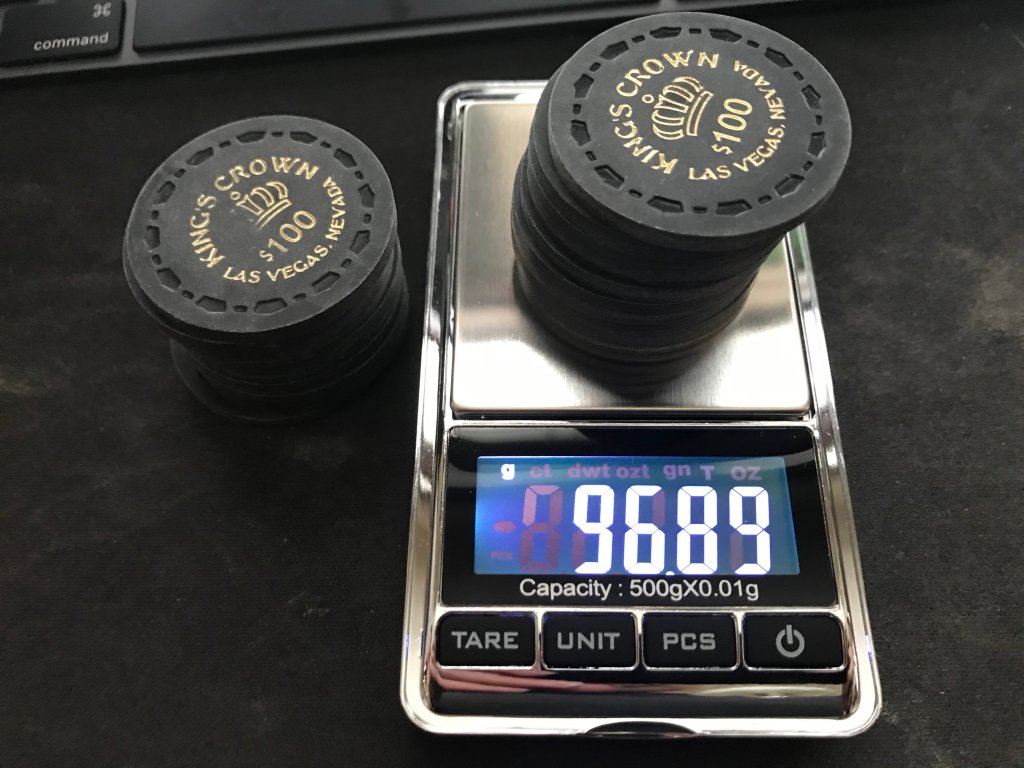 ⌘
command
KING'S CROWN
$100
LAS VEGAS, NEVADA
KING'S CROWN
$100
LAS VEGAS, NEVADA
g ct dwt ozt gn T OZ
96.89
PCS
Capacity : 500gX0.01g
TARE UNIT PCS